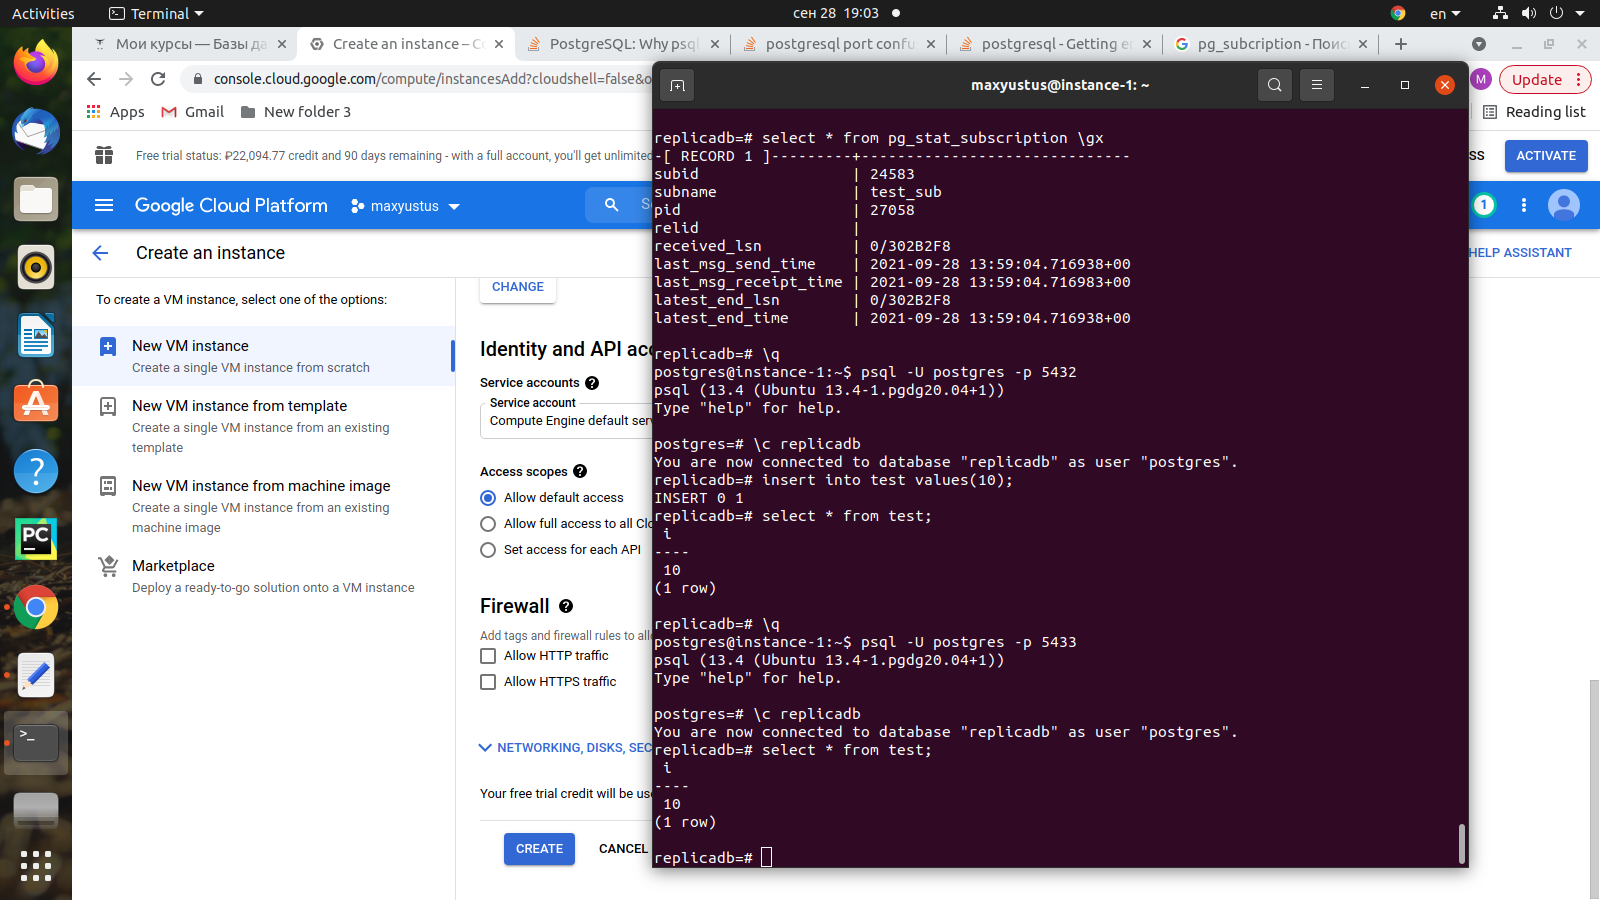 Activities
Terminal
сен 28 19:03
en
Мои курсы — Базы да
Create an instance – Co
PostgreSQL: Why psql
postgresql port confu
postgresql - Getting er
pg_subcription - Поис
console.cloud.google.com/compute/instancesAdd?cloudshell=false&o
M
Update
Apps
Gmail
New folder 3
Reading list
Free trial status: ₽22,094.77 credit and 90 days remaining - with a full account, you'll get unlimited
SS
ACTIVATE
Google Cloud Platform
maxyustus
S
1
Create an instance
HELP ASSISTANT
To create a VM instance, select one of the options:
New VM instance
Create a single VM instance from scratch
New VM instance from template
Create a single VM instance from an existing
template
New VM instance from machine image
Create a single VM instance from an existing
machine image
Marketplace
Deploy a ready-to-go solution onto a VM instance
CHANGE
Identity and API acc
Service accounts
Service account
Compute Engine default serv
Access scopes
Allow default access
Allow full access to all Clo
Set access for each API
Firewall
Add tags and firewall rules to allo
Allow HTTP traffic
Allow HTTPS traffic
NETWORKING, DISKS, SEC
Your free trial credit will be use
CREATE
CANCEL
maxyustus@instance-1: ~
replicadb=# select * from pg_stat_subscription \gx
-[ RECORD 1 ]---------+------------------------------
subid                 | 24583
subname               | test_sub
pid                   | 27058
relid                 |
received_lsn          | 0/302B2F8
last_msg_send_time    | 2021-09-28 13:59:04.716938+00
last_msg_receipt_time | 2021-09-28 13:59:04.716983+00
latest_end_lsn        | 0/302B2F8
latest_end_time       | 2021-09-28 13:59:04.716938+00
replicadb=# \q
postgres@instance-1:~$ psql -U postgres -p 5432
psql (13.4 (Ubuntu 13.4-1.pgdg20.04+1))
Type "help" for help.
postgres=# \c replicadb
You are now connected to database "replicadb" as user "postgres".
replicadb=# insert into test values(10);
INSERT 0 1
replicadb=# select * from test;
i
----
10
(1 row)
replicadb=# \q
postgres@instance-1:~$ psql -U postgres -p 5433
psql (13.4 (Ubuntu 13.4-1.pgdg20.04+1))
Type "help" for help.
postgres=# \c replicadb
You are now connected to database "replicadb" as user "postgres".
replicadb=# select * from test;
i
----
10
(1 row)
replicadb=#
PC